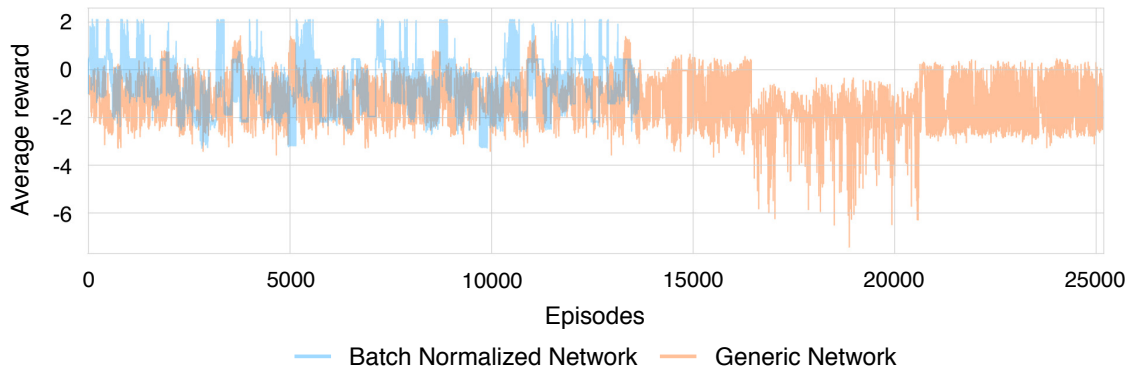 Average reward
2
0
-2
-4
-6
0 5000 10000 15000 20000 25000
Episodes
Batch Normalized Network Generic Network